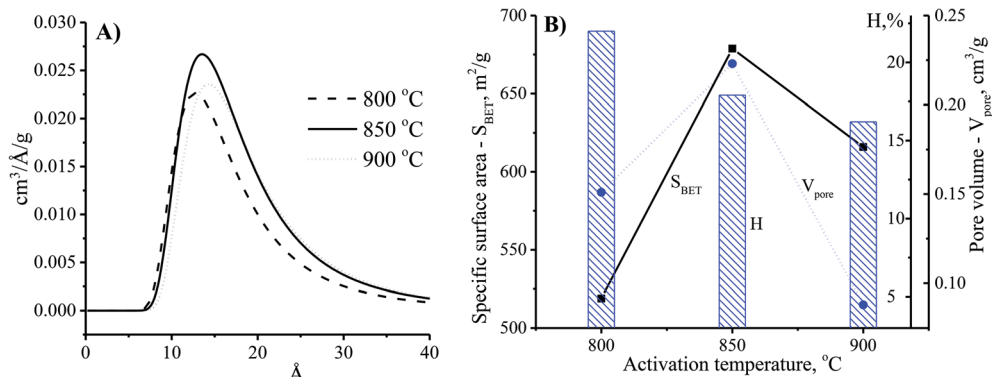 A)
cm³/Å/g
0.030
0.025
0.020
0.015
0.010
0.005
0.000
0 10 20 30 40
Å
800 °C
850 °C
900 °C
B)
Specific surface area - S_BET, m²/g
700
650
600
550
500
800 850 900
Activation temperature, °C
S_BET
V_pore
H
H,%
20
15
10
5
Pore volume - V_pore, cm³/g
0.25
0.20
0.15
0.10